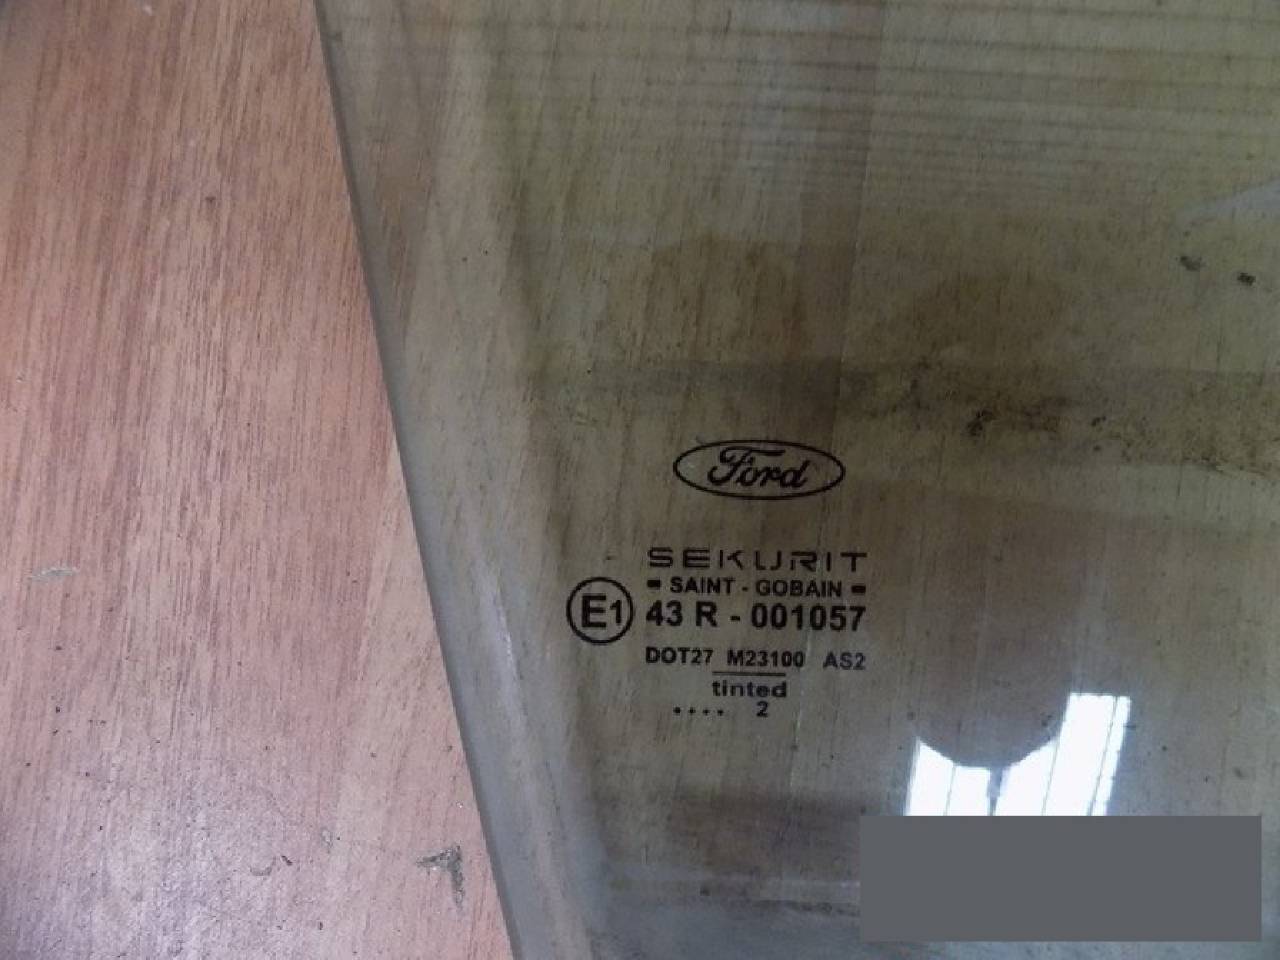 Ford
SEKURIT
SAINT - GOBAIN
E1
43 R - 001057
DOT27 M23100 AS2
tinted
.... 2